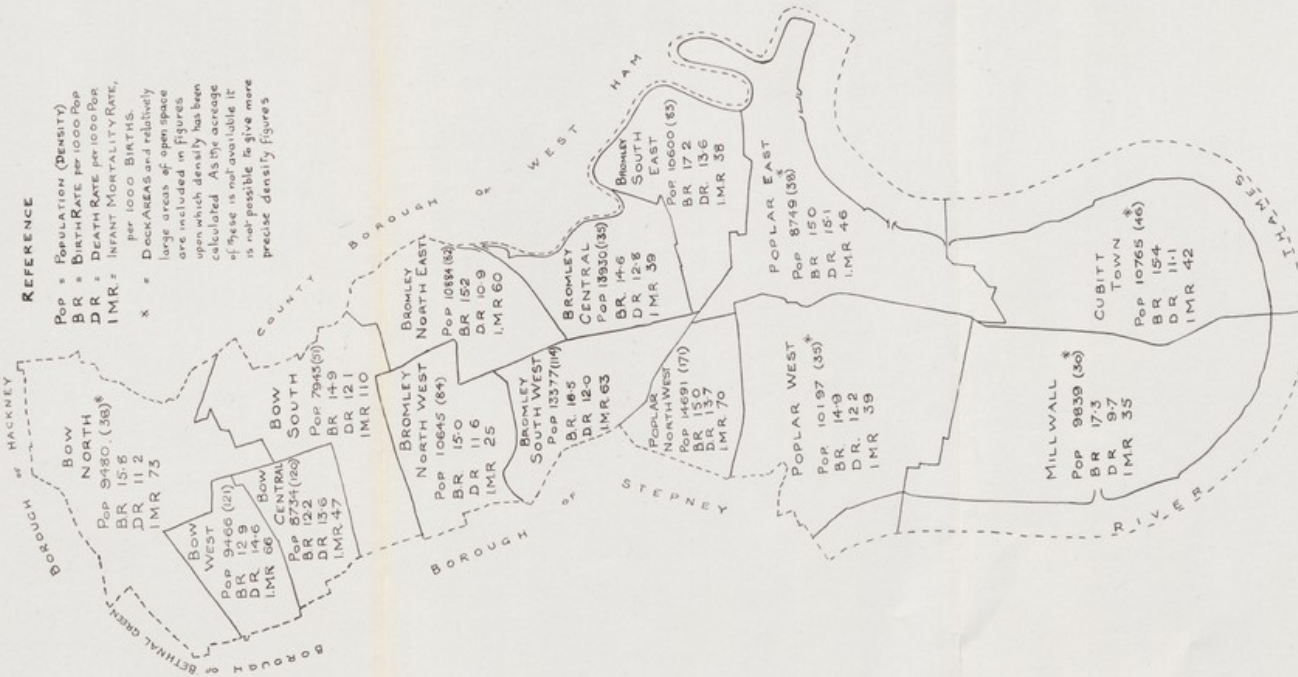 REFERENCE
POP = POPULATION (DENSITY)
BR = BIRTH RATE per 1000 POP
DR = DEATH RATE per 1000 POP.
IMR = INFANT MORTALITY RATE,
per 1000 BIRTHS.
* = DOCK AREAS and relatively
large areas of open space
are included in figures
upon which density has been
calculated As the acreage
of these is not available it
is not possible to give more
precise density figures
BOROUGH OF HACKNEY
BOROUGH OF BETHNAL GREEN
COUNTY BOROUGH OF WEST HAM
BOROUGH OF STEPNEY
RIVER THAMES
BOW
NORTH
POP 9480. (38)*
BR
DR 11.2
IMR 73
BOW
WEST
POP 9466 (121)
BR 12.9
DR. 14.6
I.MR 66
BOW
CENTRAL
POP 8734 (120)
BR 12.2
DR 13.6
I.MR 47
BOW
SOUTH
POP 7943 (51)
BR 14.9
DR 12.1
IMR 110
BROMLEY
NORTH EAST
POP 10884 (82)
BR 15.2
DR 10.9
I.MR 60
BROMLEY
NORTH WEST
POP 10645 (84)
BR 15.0
DR 11.6
IMR 25
BROMLEY
SOUTH WEST
POP 13377 (114)
BR.
DR 12.0
IMR 63
BROMLEY
CENTRAL
POP 13930 (135)
BR. 14.6
DR 12.8
IMR 39
BROMLEY
SOUTH
EAST
POP 10600 (83)
BR 17.2
DR. 13.6
I.MR 38
POPLAR
NORTH WEST
POP 14691 (171)
BR 15.0
DR 13.7
IMR 70
POPLAR EAST
POP 8749 (38)*
BR 15.0
DR 15.1
I.MR 46
POPLAR WEST
POP. 10197 (35)*
BR. 14.9
DR. 12.2
IMR 39
MILLWALL
POP 9839 (30)*
BR 17.3
DR 9.7
IMR 35
CUBITT
TOWN
POP 10765 (46)*
BR 15.4
DR 11.1
IMR 42